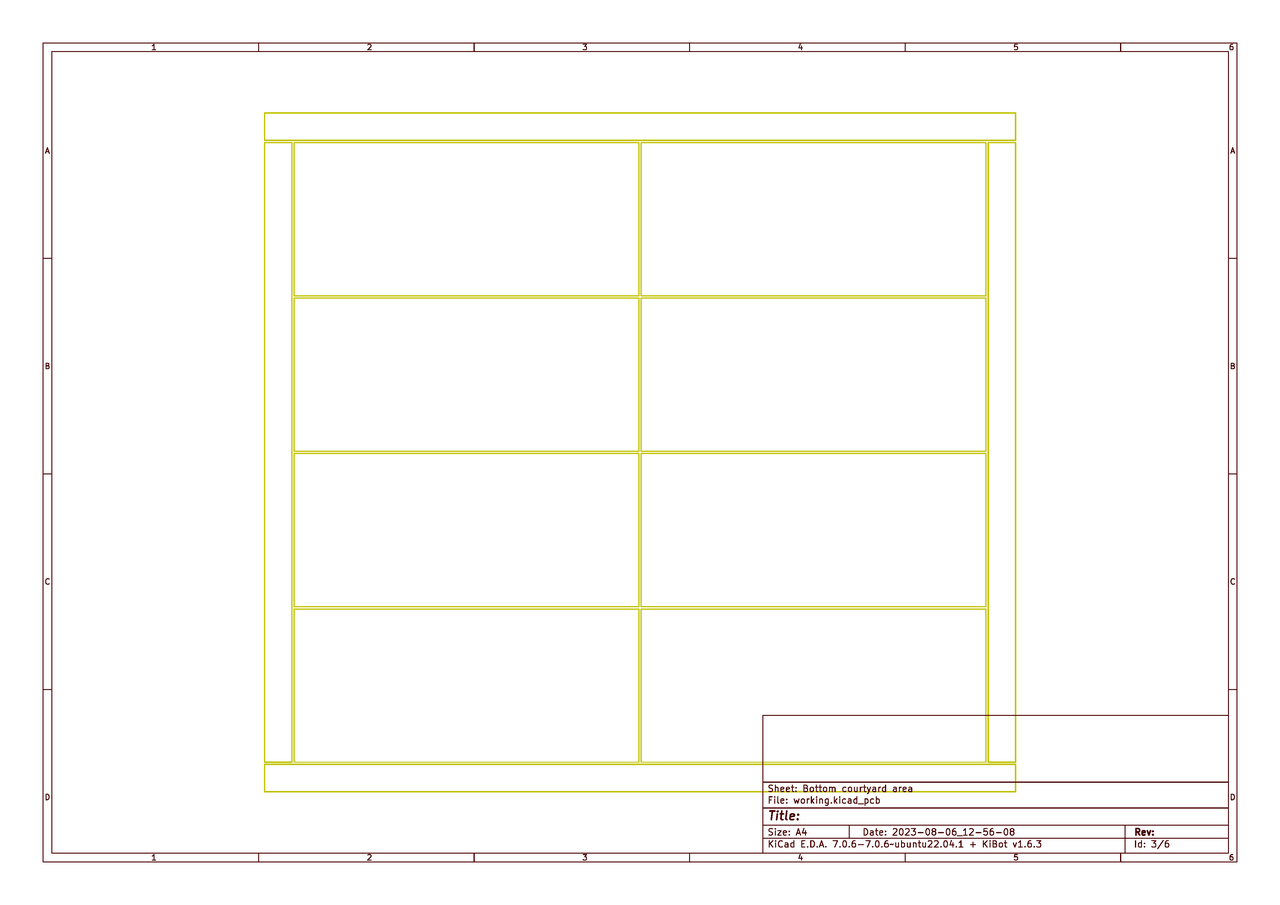 1 2 3 4 5 6
A A
B B
C C
D D
Sheet: Bottom courtyard area
File: working.kicad_pcb
Title:
Size: A4 Date: 2023-08-06_12-56-08 Rev:
KiCad E.D.A. 7.0.6-7.0.6~ubuntu22.04.1 + KiBot v1.6.3 Id: 3/6
1 2 3 4 5 6